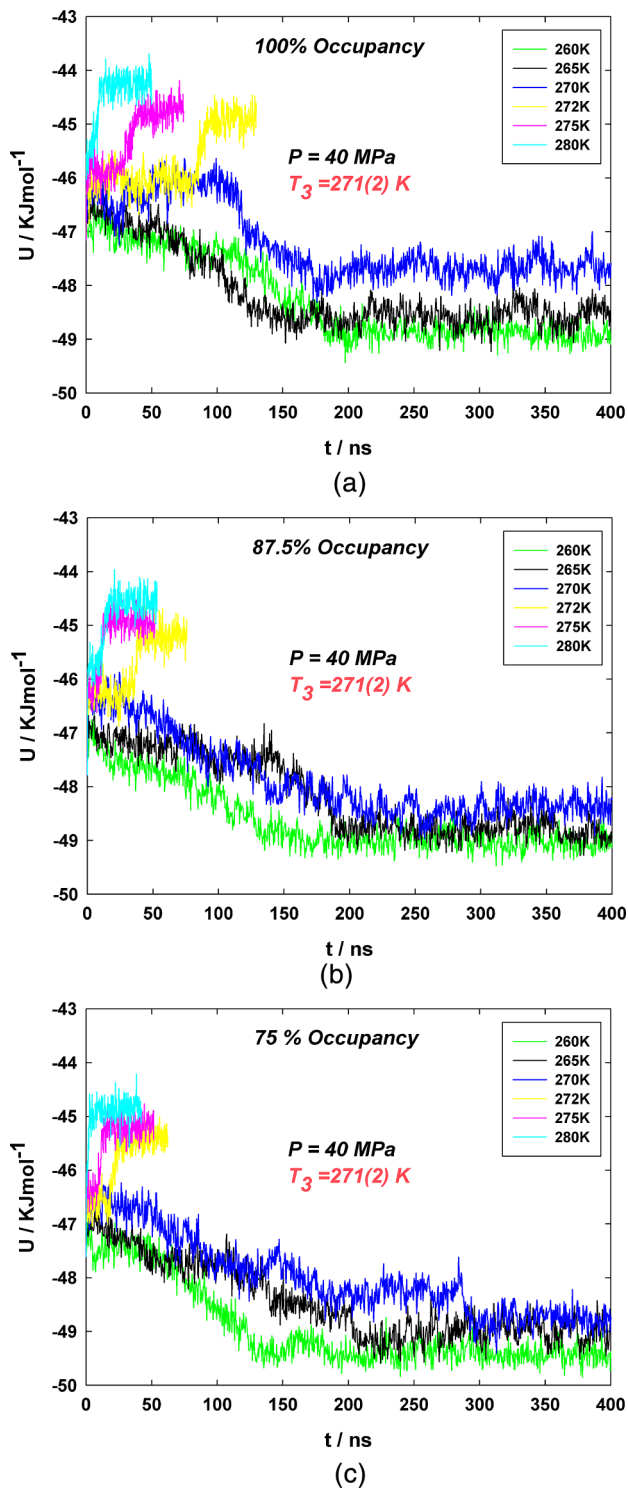 -43
-44
-45
-46
-47
-48
-49
-50
U / KJmol⁻¹
100% Occupancy
P = 40 MPa
T₃ =271(2) K
260K
265K
270K
272K
275K
280K
0 50 100 150 200 250 300 350 400
t / ns
(a)
-43
-44
-45
-46
-47
-48
-49
-50
U / KJmol⁻¹
87.5% Occupancy
P = 40 MPa
T₃ =271(2) K
260K
265K
270K
272K
275K
280K
0 50 100 150 200 250 300 350 400
t / ns
(b)
-43
-44
-45
-46
-47
-48
-49
-50
U / KJmol⁻¹
75 % Occupancy
P = 40 MPa
T₃ =271(2) K
260K
265K
270K
272K
275K
280K
0 50 100 150 200 250 300 350 400
t / ns
(c)